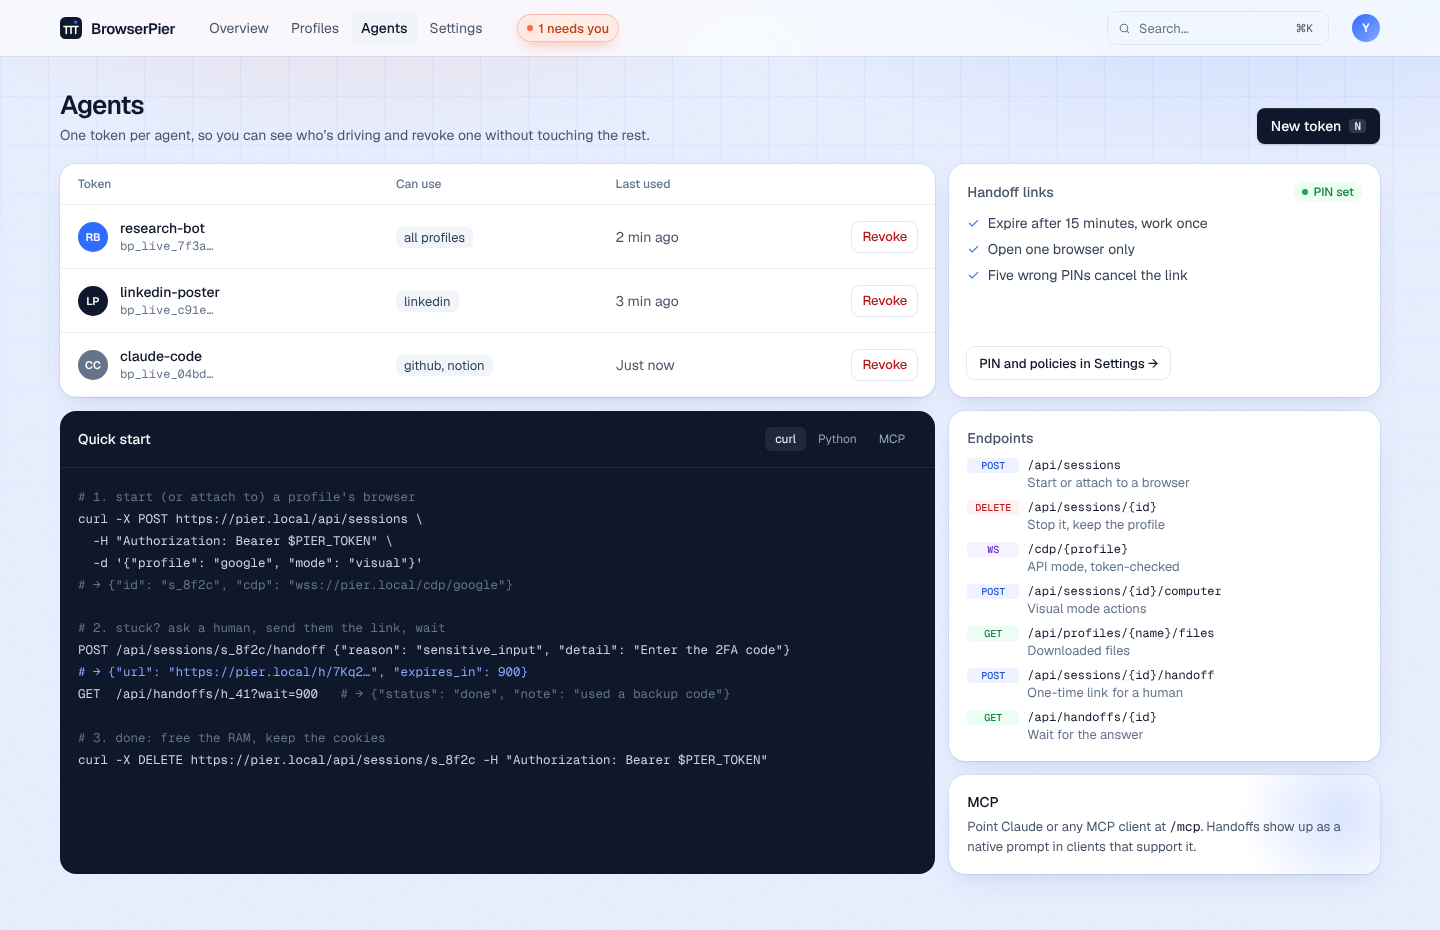 BrowserPier
Overview
Profiles
Agents
Settings
1 needs you
Search...
⌘K
Y
Agents
One token per agent, so you can see who's driving and revoke one without touching the rest.
New token N
Token
Can use
Last used
RB
research-bot
bp_live_7f3a…
all profiles
2 min ago
Revoke
LP
linkedin-poster
bp_live_c91e…
linkedin
3 min ago
Revoke
CC
claude-code
bp_live_04bd…
github, notion
Just now
Revoke
Handoff links
PIN set
✓ Expire after 15 minutes, work once
✓ Open one browser only
✓ Five wrong PINs cancel the link
PIN and policies in Settings →
Quick start
curl
Python
MCP
# 1. start (or attach to) a profile's browser
curl -X POST https://pier.local/api/sessions \
  -H "Authorization: Bearer $PIER_TOKEN" \
  -d '{"profile": "google", "mode": "visual"}'
# → {"id": "s_8f2c", "cdp": "wss://pier.local/cdp/google"}
# 2. stuck? ask a human, send them the link, wait
POST /api/sessions/s_8f2c/handoff {"reason": "sensitive_input", "detail": "Enter the 2FA code"}
# → {"url": "https://pier.local/h/7Kq2…", "expires_in": 900}
GET  /api/handoffs/h_41?wait=900   # → {"status": "done", "note": "used a backup code"}
# 3. done: free the RAM, keep the cookies
curl -X DELETE https://pier.local/api/sessions/s_8f2c -H "Authorization: Bearer $PIER_TOKEN"
Endpoints
POST /api/sessions
Start or attach to a browser
DELETE /api/sessions/{id}
Stop it, keep the profile
WS /cdp/{profile}
API mode, token-checked
POST /api/sessions/{id}/computer
Visual mode actions
GET /api/profiles/{name}/files
Downloaded files
POST /api/sessions/{id}/handoff
One-time link for a human
GET /api/handoffs/{id}
Wait for the answer
MCP
Point Claude or any MCP client at /mcp. Handoffs show up as a
native prompt in clients that support it.